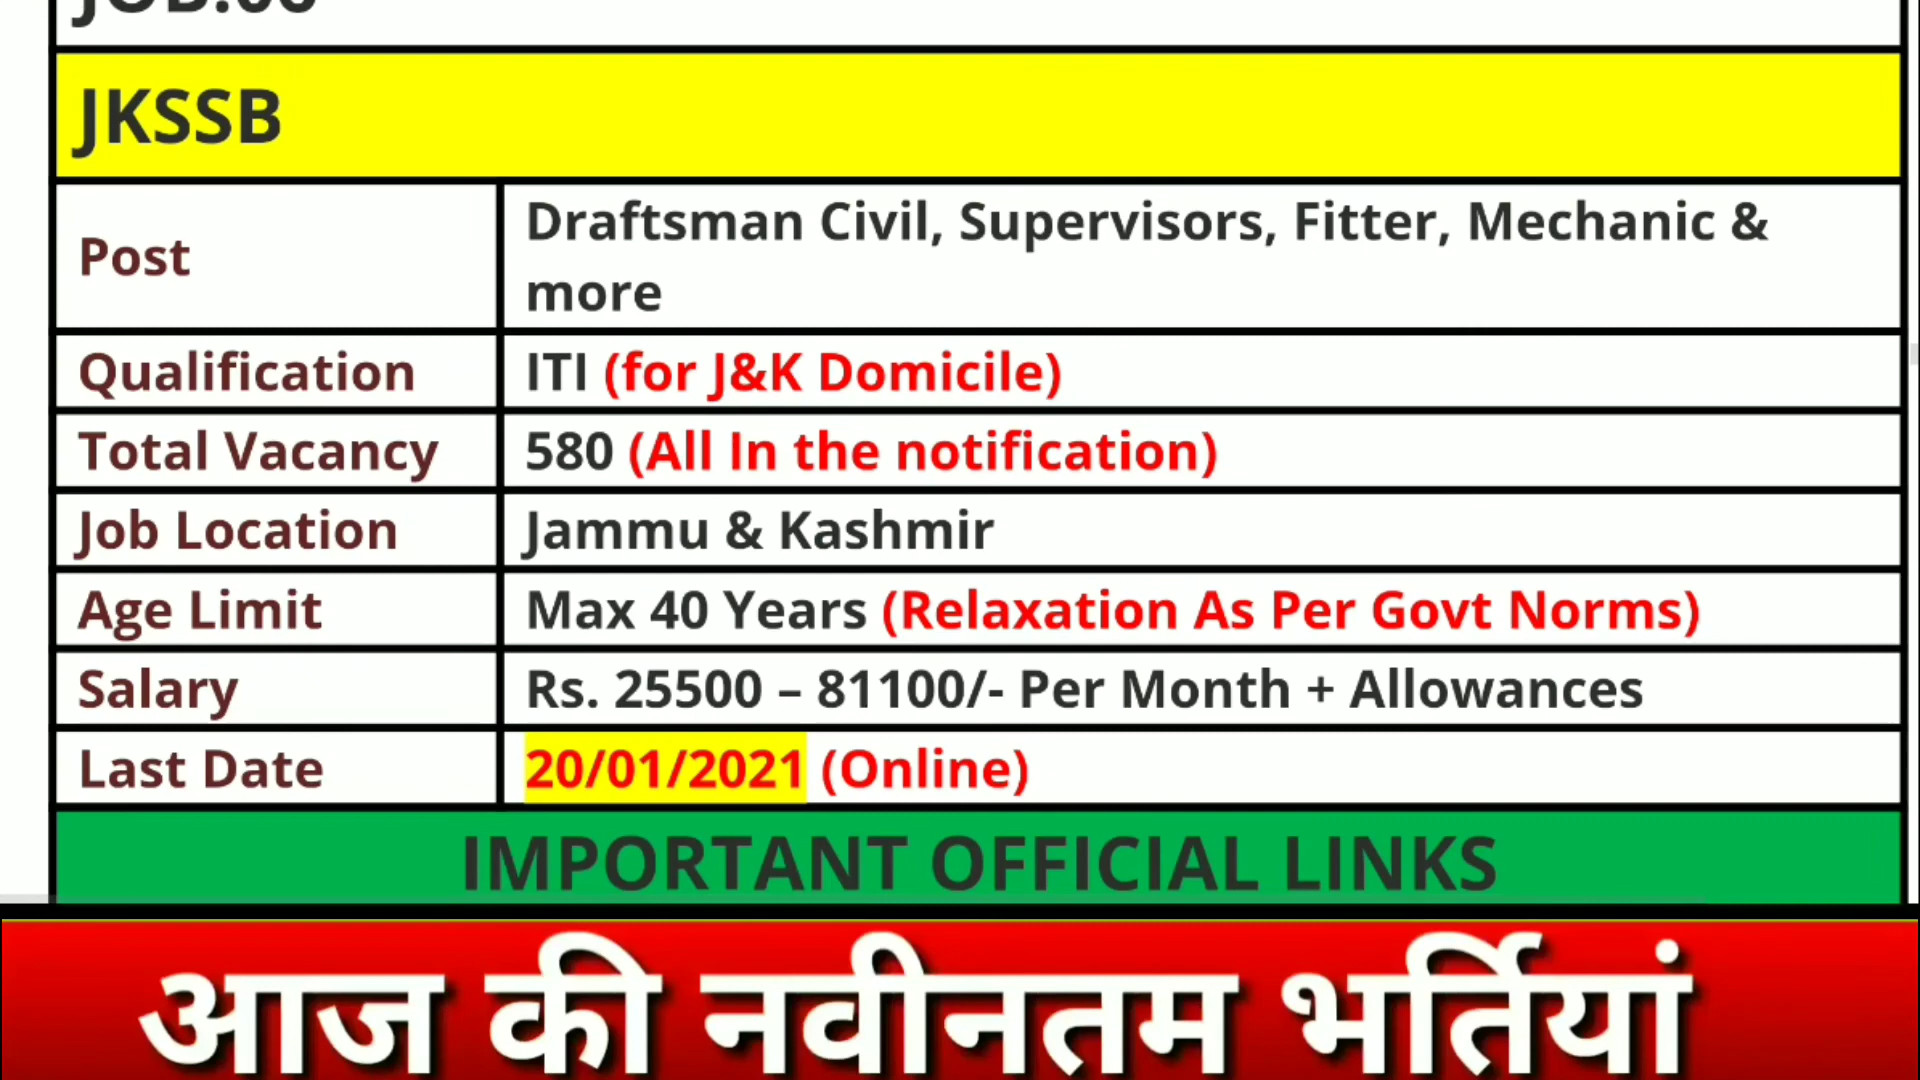 JKSSB
Post
Draftsman Civil, Supervisors, Fitter, Mechanic &
more
Qualification ITI (for J&K Domicile)
Total Vacancy 580 (All In the notification)
Job Location Jammu & Kashmir
Age Limit Max 40 Years (Relaxation As Per Govt Norms)
Salary Rs. 25500 – 81100/- Per Month + Allowances
Last Date 20/01/2021 (Online)
IMPORTANT OFFICIAL LINKS
आज की नवीनतम भर्तियां